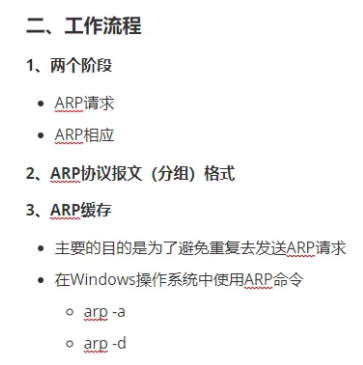 二、工作流程
1、两个阶段
ARP请求
ARP相应
2、ARP协议报文（分组）格式
3、ARP缓存
主要的目的是为了避免重复去发送ARP请求
在Windows操作系统中使用ARP命令
arp -a
arp -d